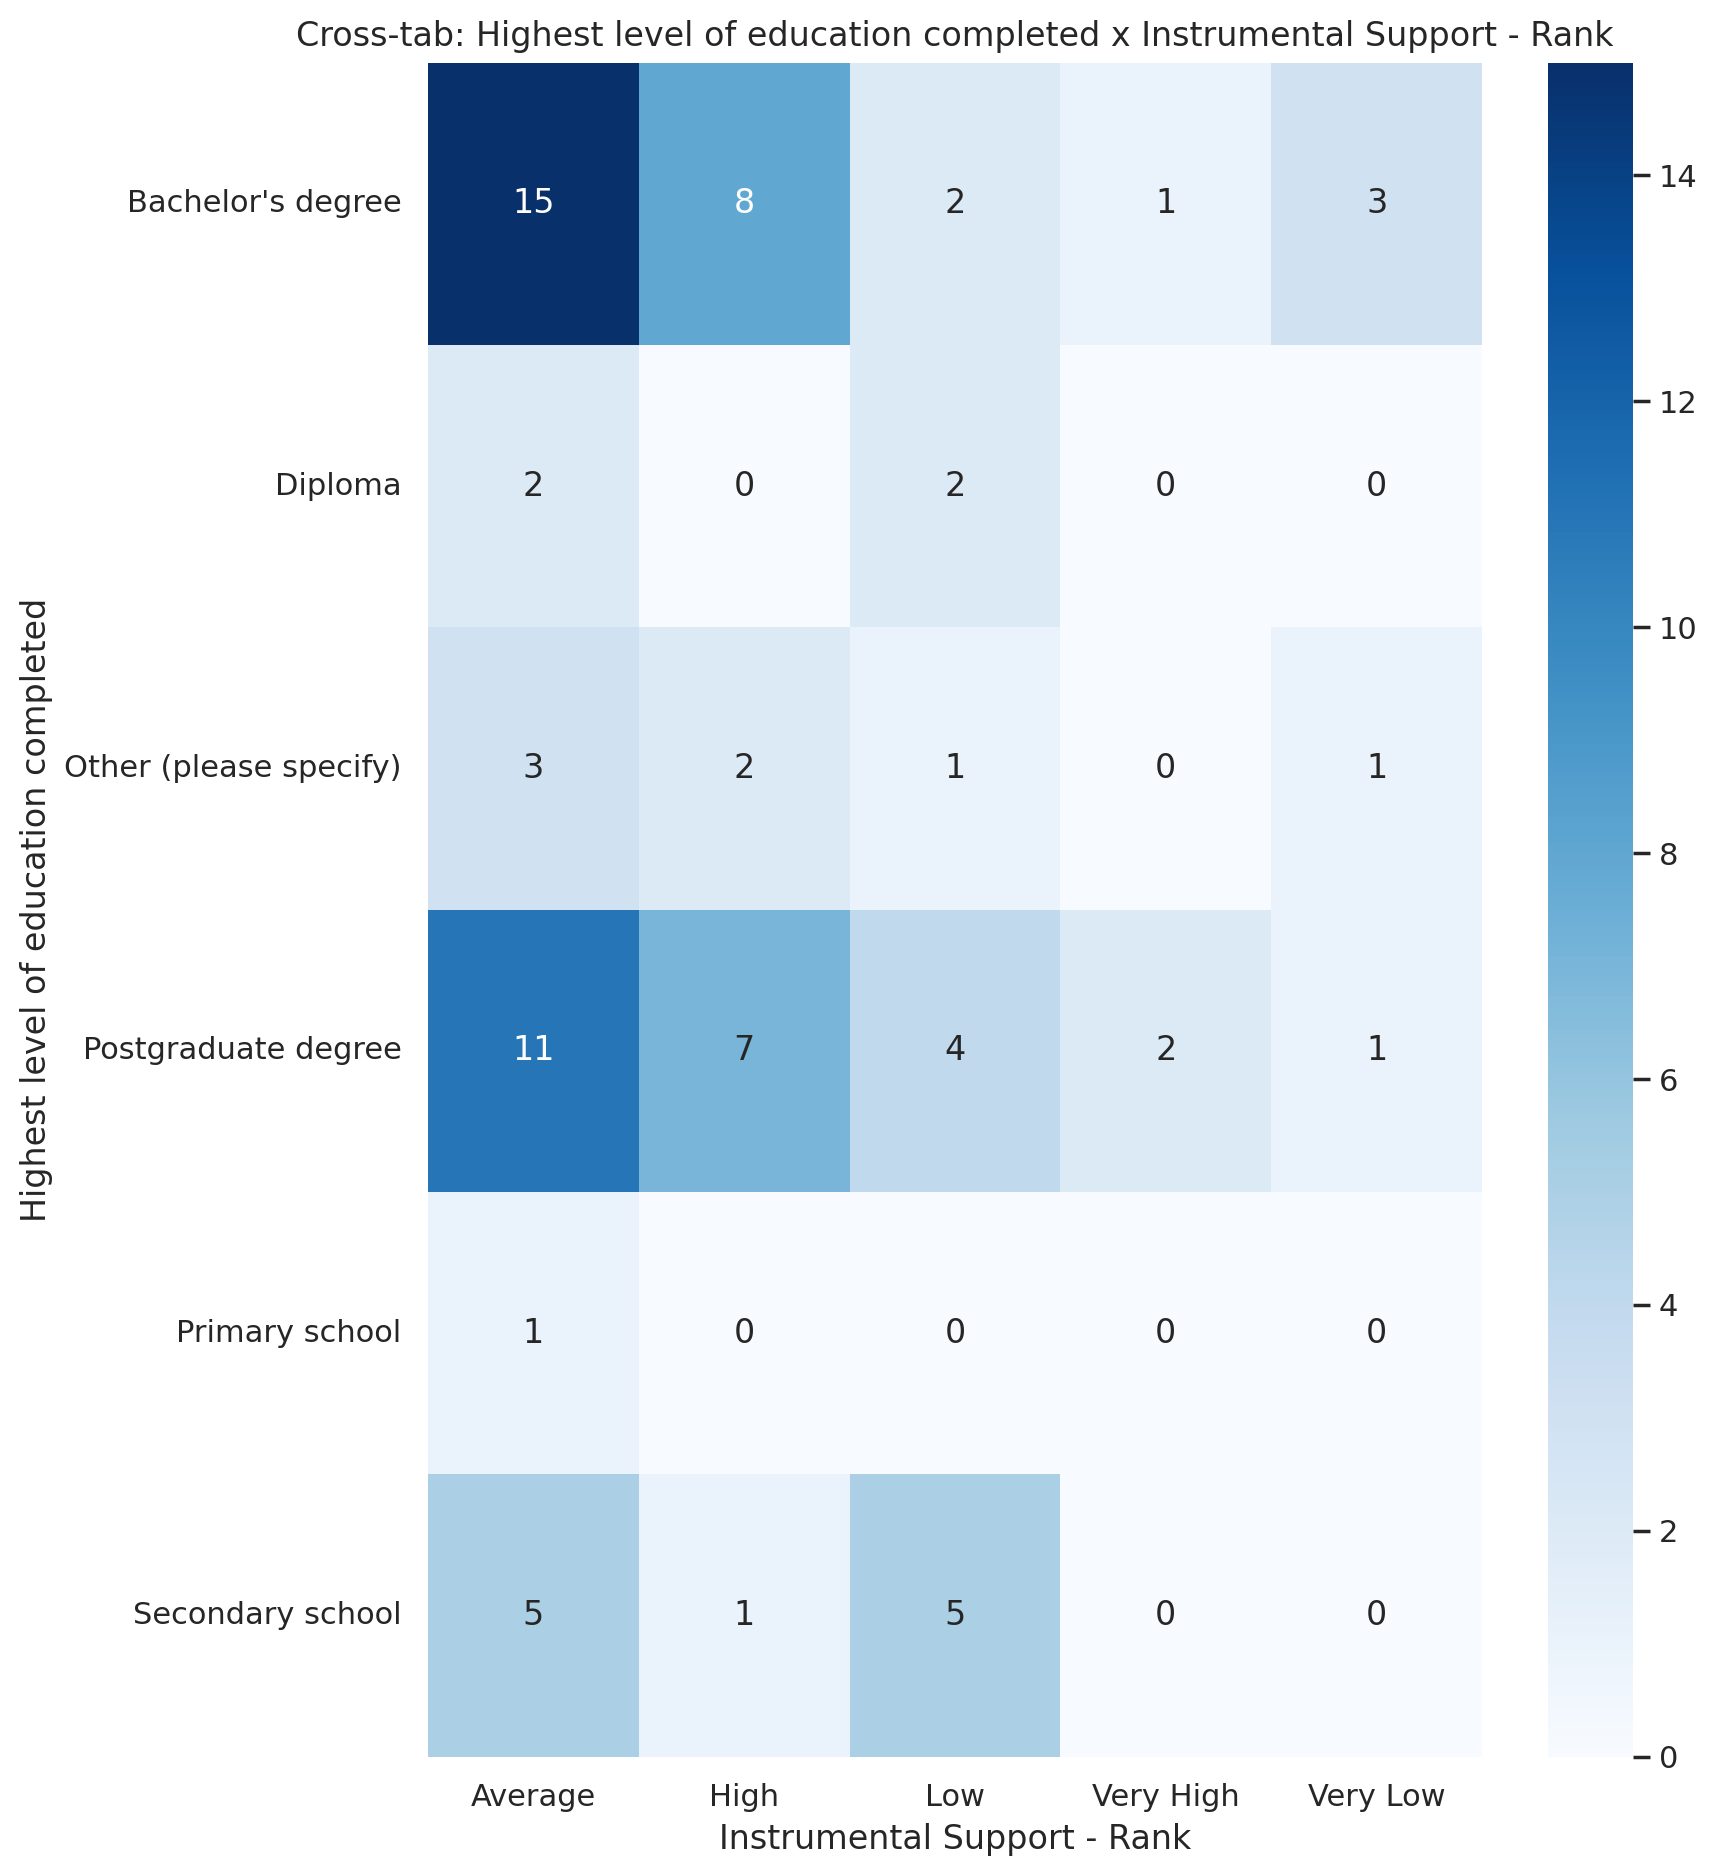 Cross-tab: Highest level of education completed x Instrumental Support - Rank
Highest level of education completed
Bachelor's degree 15 8 2 1 3
Diploma 2 0 2 0 0
Other (please specify) 3 2 1 0 1
Postgraduate degree 11 7 4 2 1
Primary school 1 0 0 0 0
Secondary school 5 1 5 0 0
Average High Low Very High Very Low
Instrumental Support - Rank
14
12
10
8
6
4
2
0